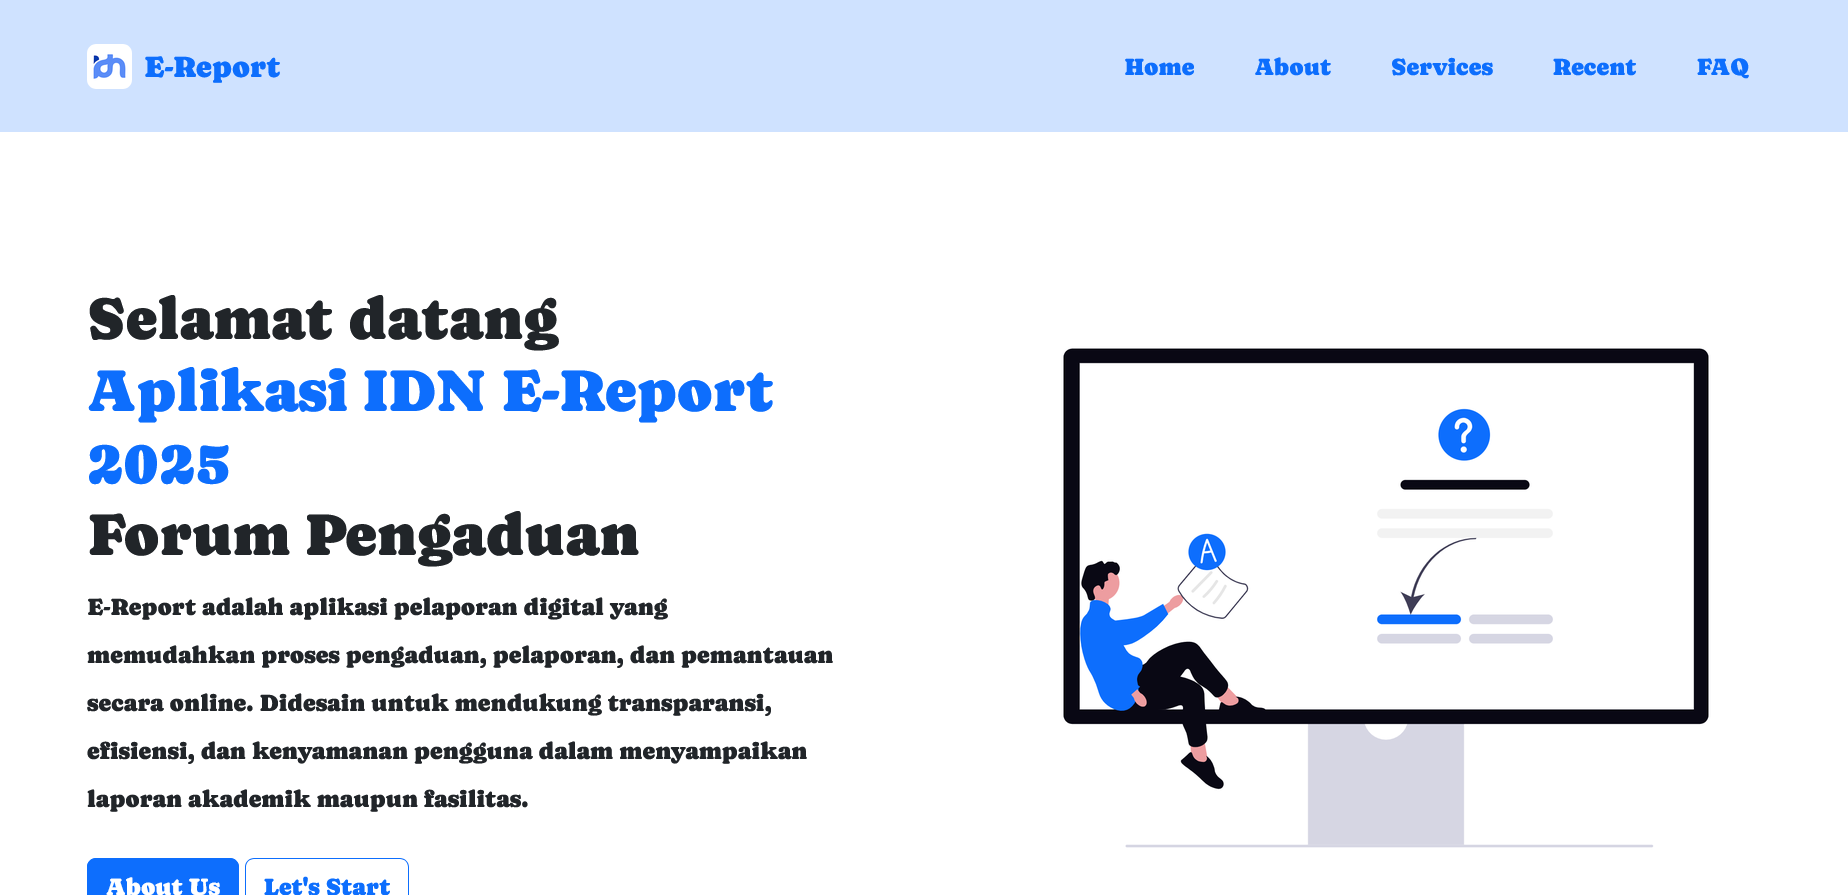 E-Report
Home About Services Recent FAQ
Selamat datang
Aplikasi IDN E-Report
2025
Forum Pengaduan
E-Report adalah aplikasi pelaporan digital yang
memudahkan proses pengaduan, pelaporan, dan pemantauan
secara online. Didesain untuk mendukung transparansi,
efisiensi, dan kenyamanan pengguna dalam menyampaikan
laporan akademik maupun fasilitas.
About Us Let's Start
?
A